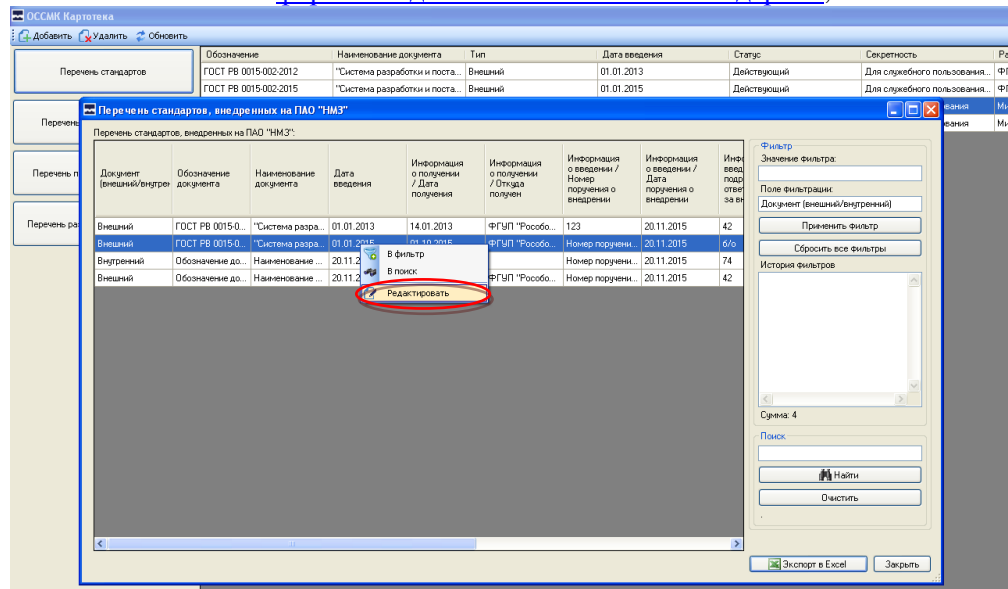 ОССМК Картотека
Добавить Удалить Обновить
Обозначение Наименование документа Тип Дата введения Статус Секретность
Перечень стандартов
ГОСТ РВ 0015-002-2012 "Система разработки и поста... Внешний 01.01.2013 Действующий Для служебного пользования...
ГОСТ РВ 0015-002-2015 "Система разработки и поста... Внешний 01.01.2015 Действующий Для служебного пользования...
Перечень стандартов, внедренных на ПАО "НМЗ"
Перечень стандартов, внедренных на ПАО "НМЗ":
Перечень
Перечень п
Перечень ра
Документ (внешний/внутрен
Обозначение документа
Наименование документа
Дата введения
Информация о получении / Дата получения
Информация о получении / Откуда получен
Информация о введении / Номер поручения о внедрении
Информация о введении / Дата поручения о внедрении
Внешний ГОСТ РВ 0015-0... "Система разра... 01.01.2013 14.01.2013 ФГУП "Рособо... 123 20.11.2015 42
Внешний ГОСТ РВ 0015-0... "Система разра... 01.01.2015 01.10.2015 ФГУП "Рособо... Номер поручени... 20.11.2015 б/о
Внутренний Обозначение до... Наименование ... 20.11.2 Номер поручени... 20.11.2015 74
Внешний Обозначение до... Наименование ... 20.11.2 ФГУП "Рособо... Номер поручени... 20.11.2015 42
В фильтр
В поиск
Редактировать
Фильтр
Значение фильтра:
Поле фильтрации:
Документ (внешний/внутренний)
Применить фильтр
Сбросить все фильтры
История фильтров
Сумма: 4
Поиск
Найти
Очистить
.
Экспорт в Excel Закрыть